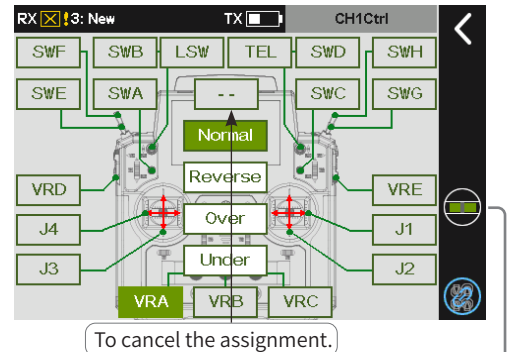 RX !3: New TX CH1Ctrl
SWF SWB LSW TEL SWD SWH
SWE SWA -- SWC SWG
Normal
Reverse
VRD VRE
Over
J4 J1
Under
J3 J2
VRA VRB VRC
To cancel the assignment.